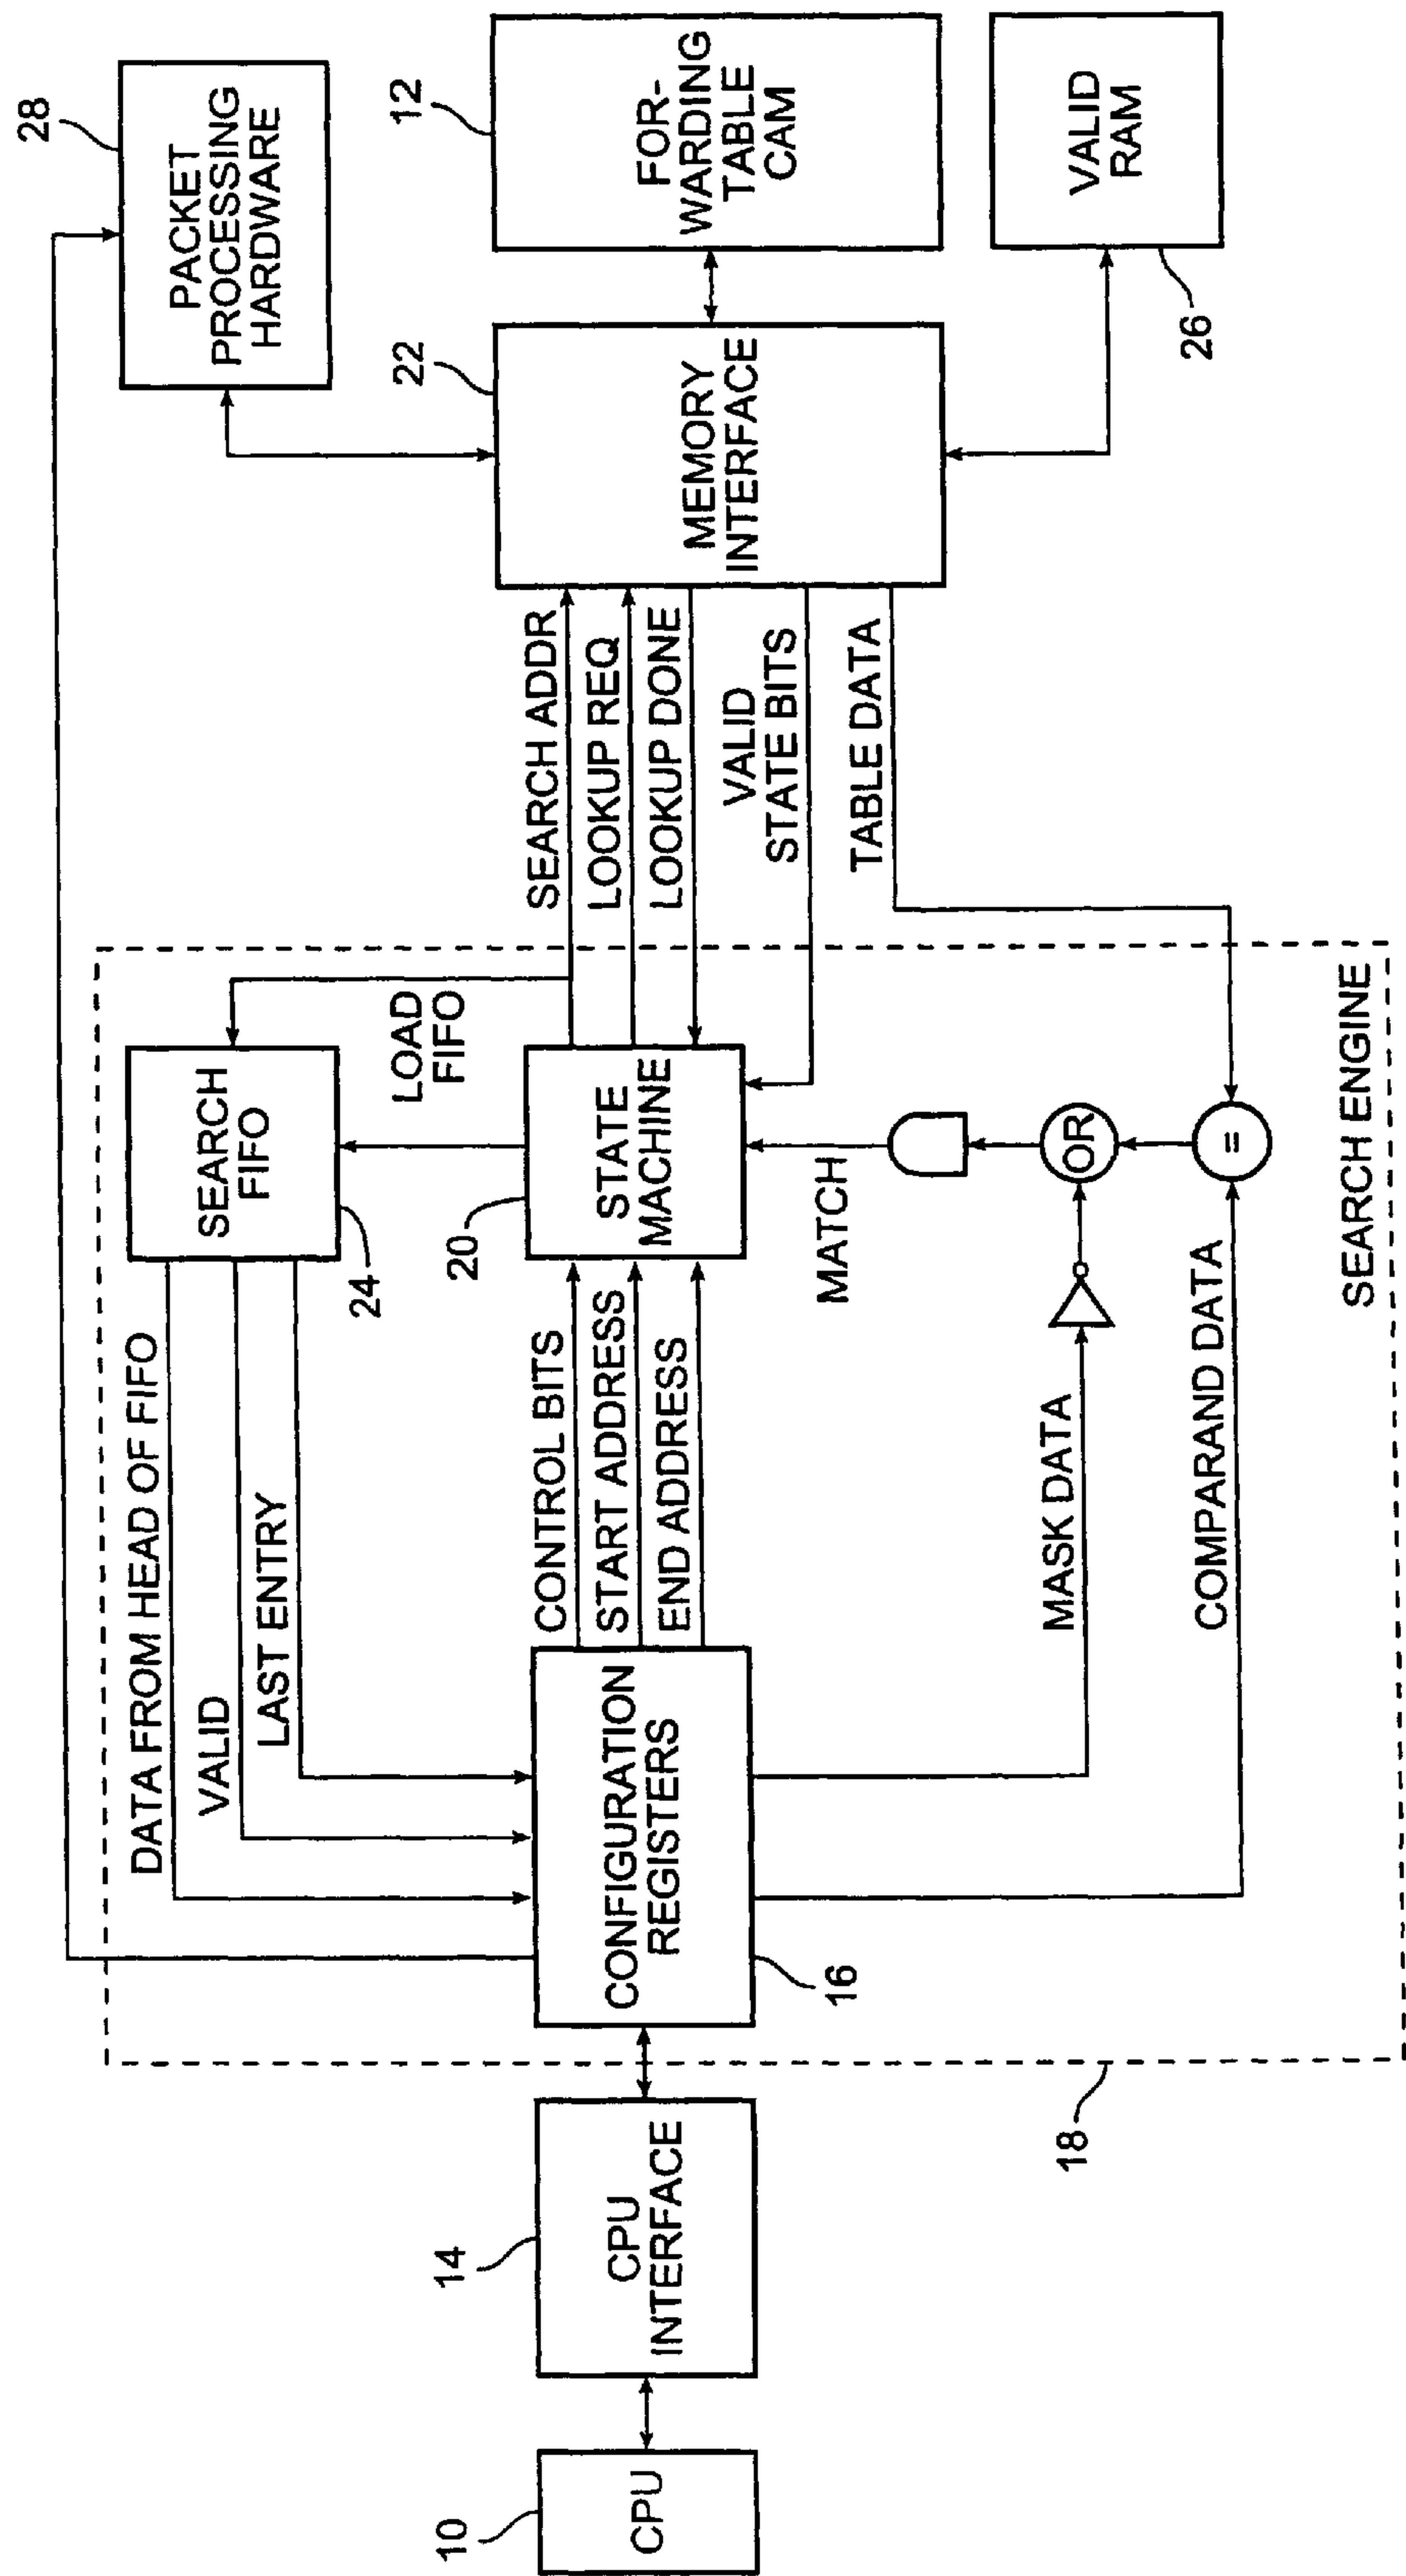 28
PACKET
PROCESSING
HARDWARE
12
FOR-
WARDING
TABLE
CAM
VALID
RAM
26
22
MEMORY
INTERFACE
SEARCH ADDR
LOOKUP REQ
LOOKUP DONE
VALID
STATE BITS
TABLE DATA
SEARCH
FIFO
24
LOAD
FIFO
STATE
MACHINE
20
MATCH
OR
=
SEARCH ENGINE
DATA FROM HEAD OF FIFO
VALID
LAST ENTRY
CONTROL BITS
START ADDRESS
END ADDRESS
MASK DATA
COMPARAND DATA
CONFIGURATION
REGISTERS
16
18
14
CPU
INTERFACE
10
CPU